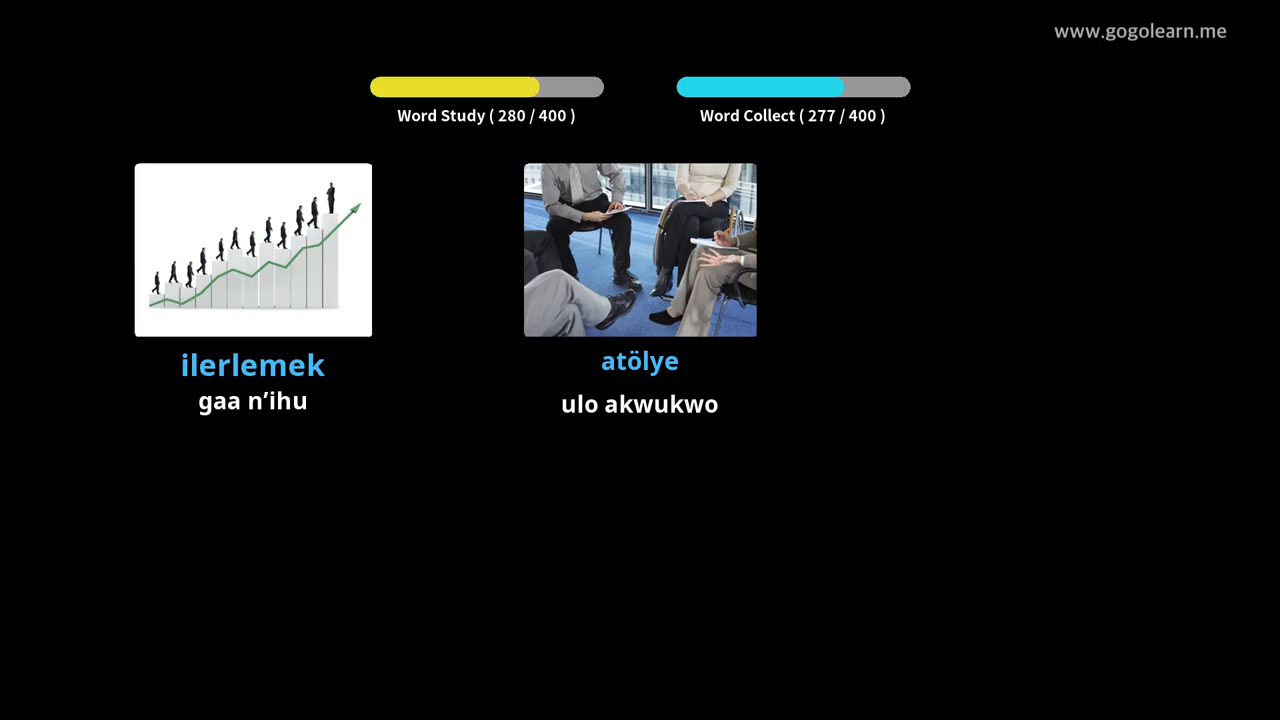 www.gogolearn.me
Word Study ( 280 / 400 )
Word Collect ( 277 / 400 )
ilerlemek
gaa n’ihu
atölye
ulo akwukwo